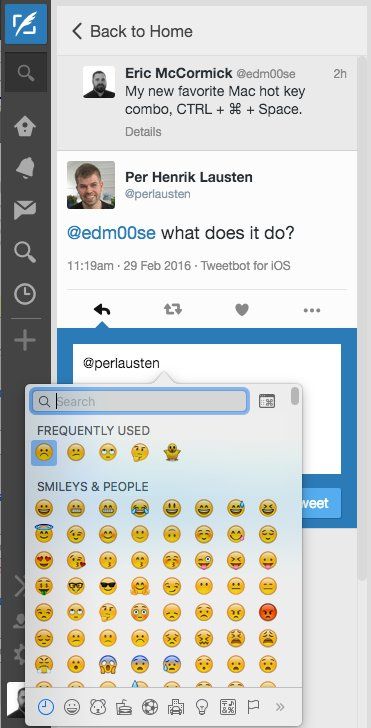 Back to Home
Eric McCormick @edm00se 2h
My new favorite Mac hot key
combo, CTRL + ⌘ + Space.
Details
Per Henrik Lausten
@perlausten
@edm00se what does it do?
11:19am · 29 Feb 2016 · Tweetbot for iOS
@perlausten
Search
FREQUENTLY USED
SMILEYS & PEOPLE
weet